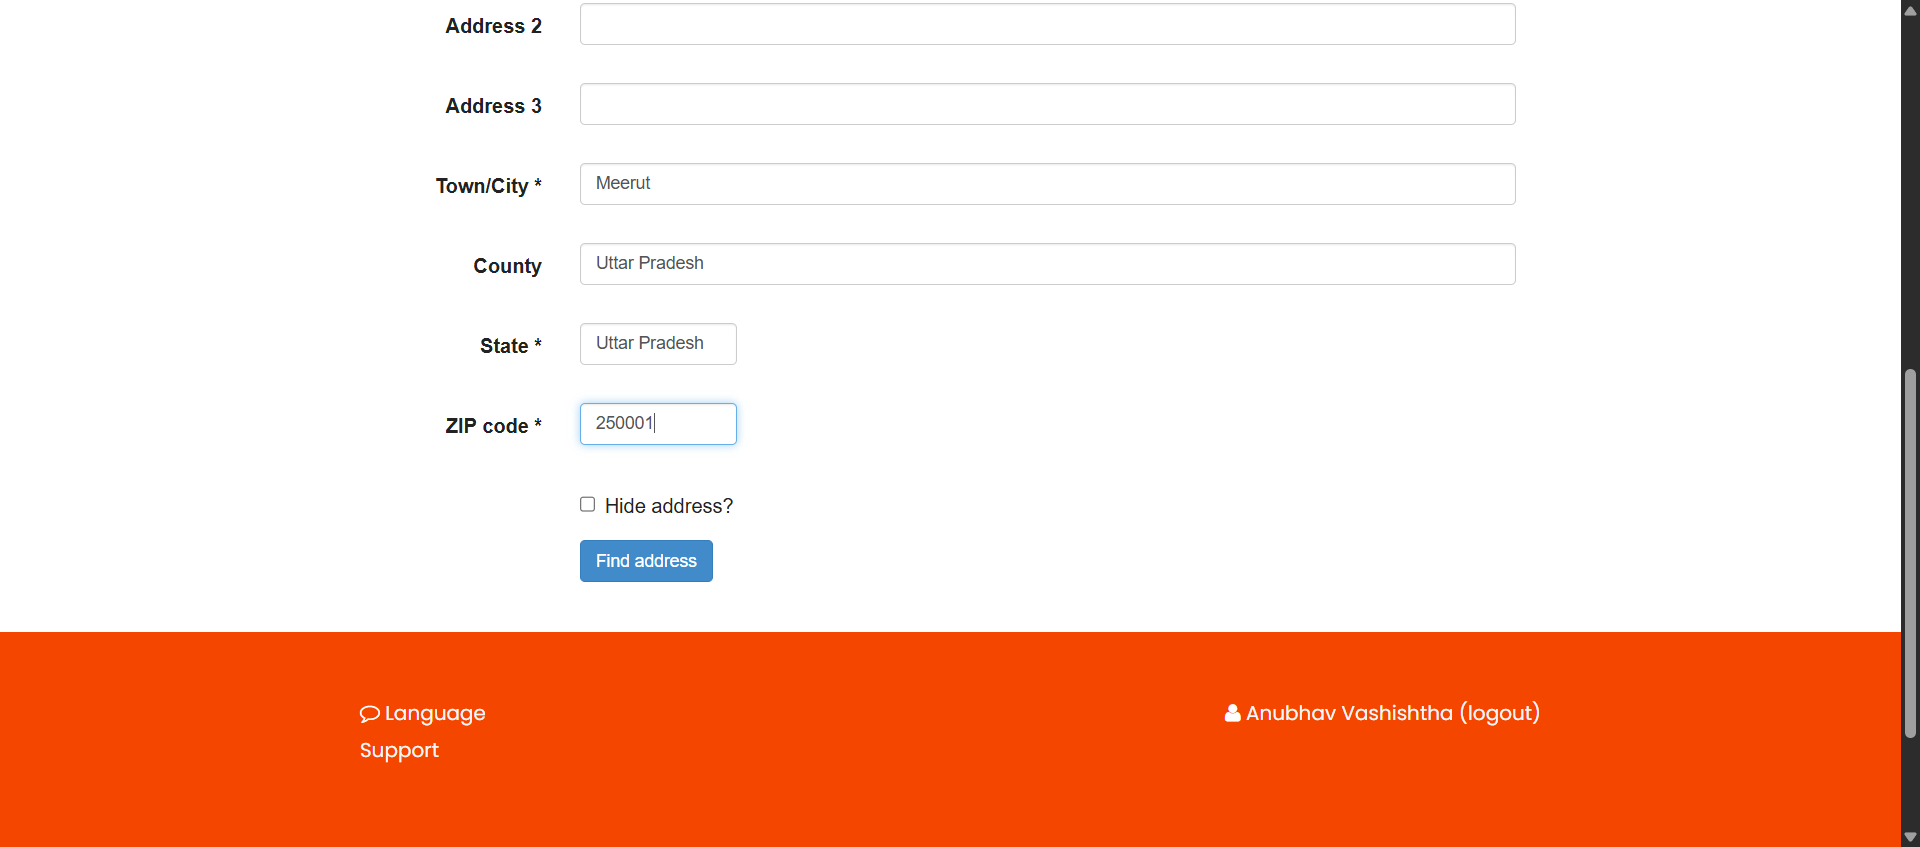 Address 2
Address 3
Town/City *
Meerut
County
Uttar Pradesh
State *
Uttar Pradesh
ZIP code *
250001
Hide address?
Find address
Language
Anubhav Vashishtha (logout)
Support